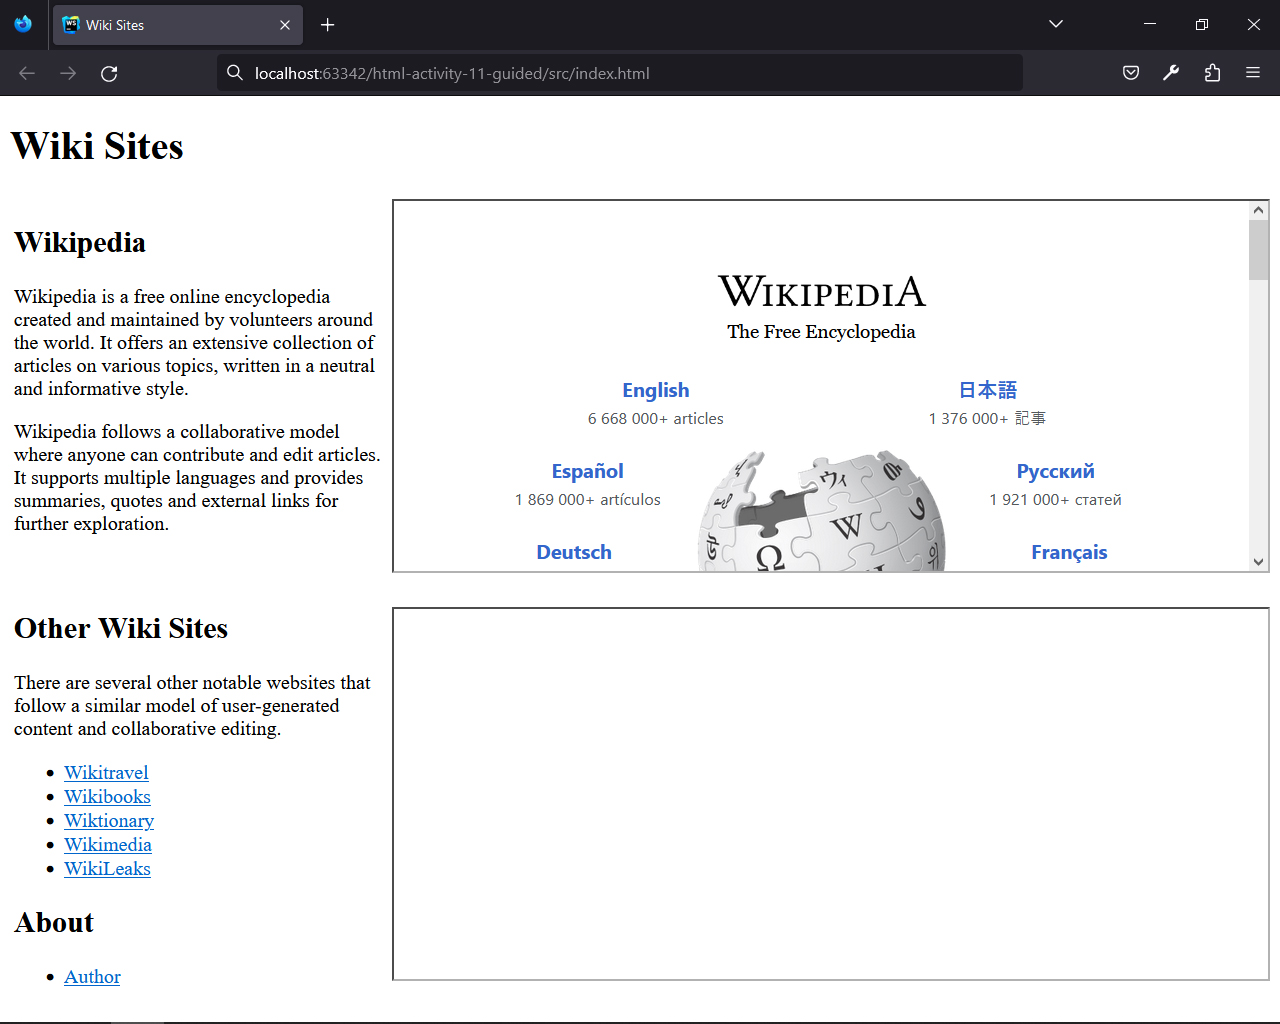 Wiki Sites
localhost:63342/html-activity-11-guided/src/index.html
Wiki Sites
Wikipedia
Wikipedia is a free online encyclopedia
created and maintained by volunteers around
the world. It offers an extensive collection of
articles on various topics, written in a neutral
and informative style.
Wikipedia follows a collaborative model
where anyone can contribute and edit articles.
It supports multiple languages and provides
summaries, quotes and external links for
further exploration.
WIKIPEDIA
The Free Encyclopedia
English
6 668 000+ articles
日本語
1 376 000+ 記事
Español
1 869 000+ artículos
Русский
1 921 000+ статей
Deutsch
Français
W
Ω
Other Wiki Sites
There are several other notable websites that
follow a similar model of user-generated
content and collaborative editing.
Wikitravel
Wikibooks
Wiktionary
Wikimedia
WikiLeaks
About
Author